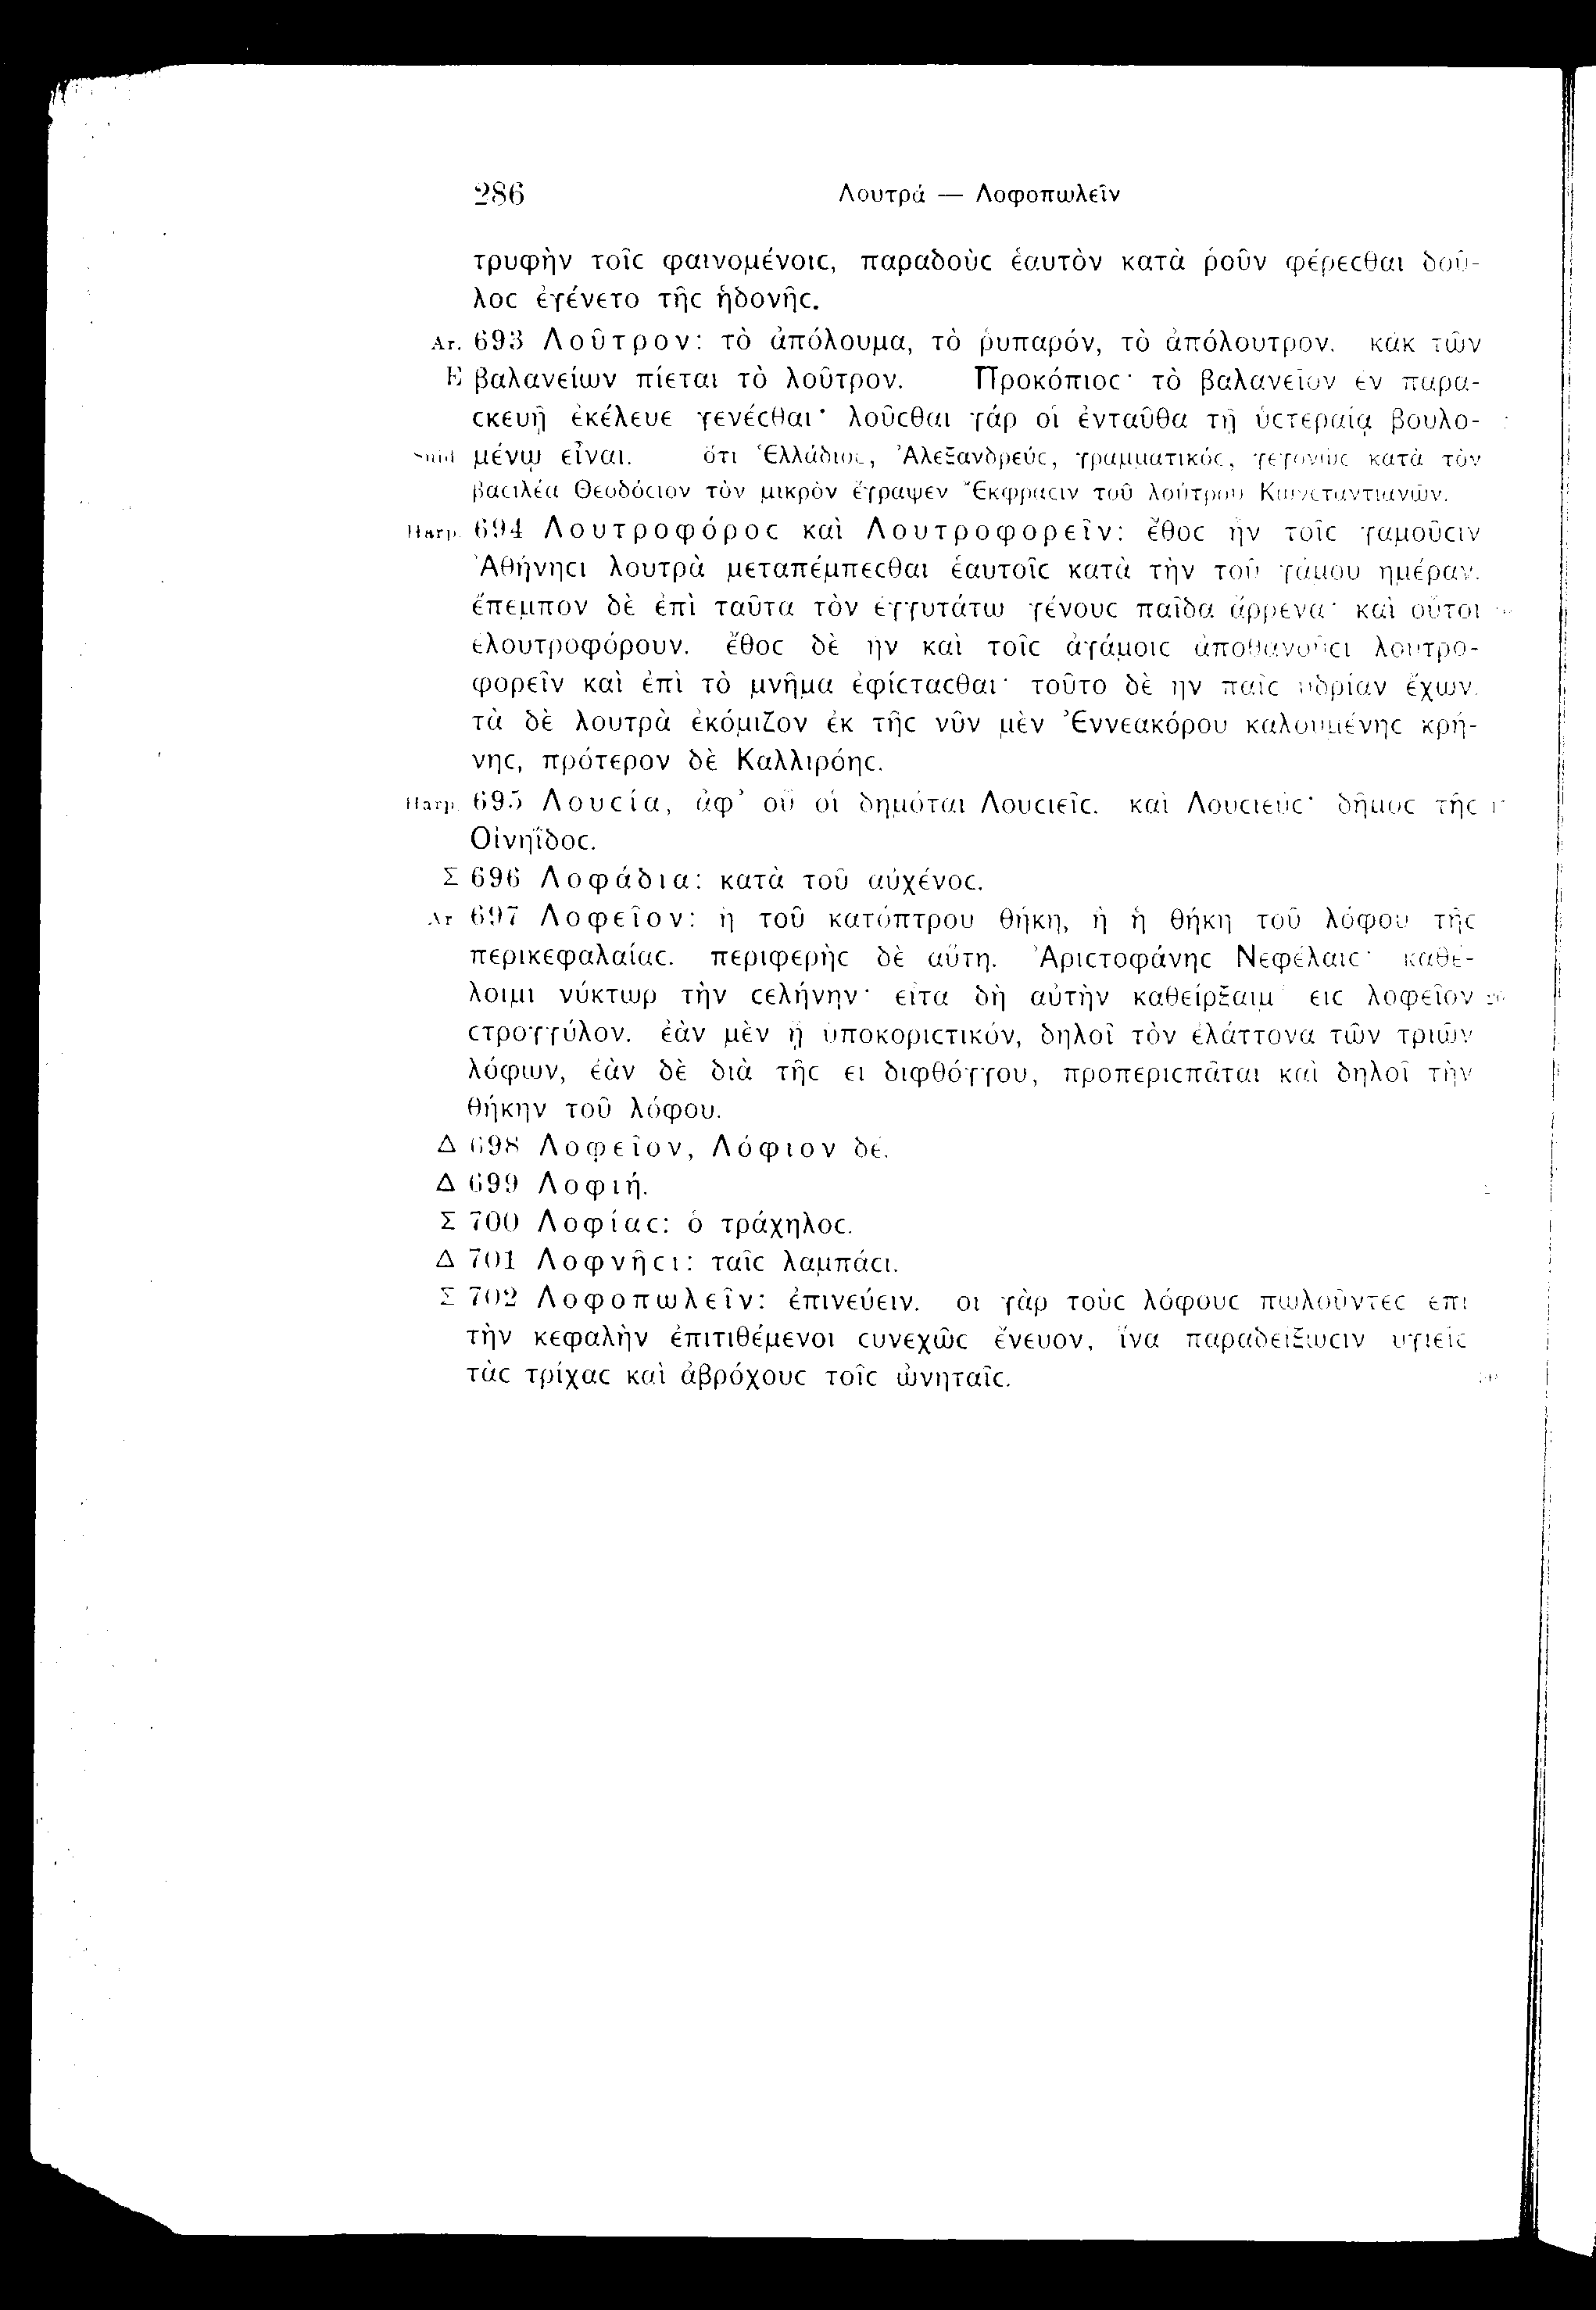 286 Λουτρά — Λοφοπωλεῖν
τρυφὴν τοῖϲ φαινομένοιϲ, παραδοὺϲ ἑαυτὸν κατὰ ῥοῦν φέρεϲθαι δοῦ-
λοϲ ἐγένετο τῆϲ ἡδονῆϲ.
Ar. 693 Λοῦτρον: τὸ ἀπόλουμα, τὸ ῥυπαρόν, τὸ ἀπόλουτρον. κἀκ τῶν
E βαλανείων πίεται τὸ λοῦτρον. Προκόπιοϲ· τὸ βαλανεῖον ἐν παρα-
ϲκευῇ ἐκέλευε γενέϲθαι· λοῦϲθαι γάρ οἱ ἐνταῦθα τῇ ὑϲτεραίᾳ βουλο-
Suid μένῳ εἶναι. ὅτι Ἑλλάδιοϲ, Ἀλεξανδρεύϲ, γραμματικόϲ, γεγονὼϲ κατὰ τὸν
βαϲιλέα Θεοδόϲιον τὸν μικρὸν ἔγραψεν Ἔκφραϲιν τοῦ λούτρου Κωνϲταντιανῶν.
Harp. 694 Λουτροφόροϲ καὶ Λουτροφορεῖν: ἔθοϲ ἦν τοῖϲ γαμοῦϲιν
Ἀθήνηϲι λουτρὰ μεταπέμπεϲθαι ἑαυτοῖϲ κατὰ τὴν τοῦ γάμου ἡμέραν.
ἔπεμπον δὲ ἐπὶ ταῦτα τὸν ἐγγυτάτω γένουϲ παῖδα ἄρρενα· καὶ οὗτοι
ἐλουτροφόρουν. ἔθοϲ δὲ ἦν καὶ τοῖϲ ἀγάμοιϲ ἀποθανοῦϲι λουτρο-
φορεῖν καὶ ἐπὶ τὸ μνῆμα ἐφίϲταϲθαι· τοῦτο δὲ ἦν παῖϲ ὑδρίαν ἔχων.
τὰ δὲ λουτρὰ ἐκόμιζον ἐκ τῆϲ νῦν μὲν Ἐννεακόρου καλουμένηϲ κρή-
νηϲ, πρότερον δὲ Καλλιρόηϲ.
Harp. 695 Λουϲία, ἀφ’ οὗ οἱ δημόται Λουϲιεῖϲ. καὶ Λουϲιεύϲ· δῆμοϲ τῆϲ
Οἰνηΐδοϲ.
Σ 696 Λοφάδια: κατὰ τοῦ αὐχένοϲ.
Ar 697 Λοφεῖον: ἡ τοῦ κατόπτρου θήκη, ἢ ἡ θήκη τοῦ λόφου τῆϲ
περικεφαλαίαϲ. περιφερὴϲ δὲ αὕτη. Ἀριϲτοφάνηϲ Νεφέλαιϲ· καθέ-
λοιμι νύκτωρ τὴν ϲελήνην· εἶτα δὴ αὐτὴν καθείρξαιμ’ εἰϲ λοφεῖον
ϲτρογγύλον. ἐὰν μὲν ᾖ ὑποκοριϲτικόν, δηλοῖ τὸν ἐλάττονα τῶν τριῶν
λόφων, ἐὰν δὲ διὰ τῆϲ ει διφθόγγου, προπεριϲπᾶται καὶ δηλοῖ τὴν
θήκην τοῦ λόφου.
Δ 698 Λοφεῖον, Λόφιον δέ.
Δ 699 Λοφιή.
Σ 700 Λοφίαϲ: ὁ τράχηλοϲ.
Δ 701 Λοφνῆϲι: ταῖϲ λαμπάϲι.
Σ 702 Λοφοπωλεῖν: ἐπινεύειν. οἱ γὰρ τοὺϲ λόφουϲ πωλοῦντεϲ ἐπὶ
τὴν κεφαλὴν ἐπιτιθέμενοι ϲυνεχῶϲ ἔνευον, ἵνα παραδείξωϲιν ὑγιεῖϲ
τὰϲ τρίχαϲ καὶ ἀβρόχουϲ τοῖϲ ὠνηταῖϲ.